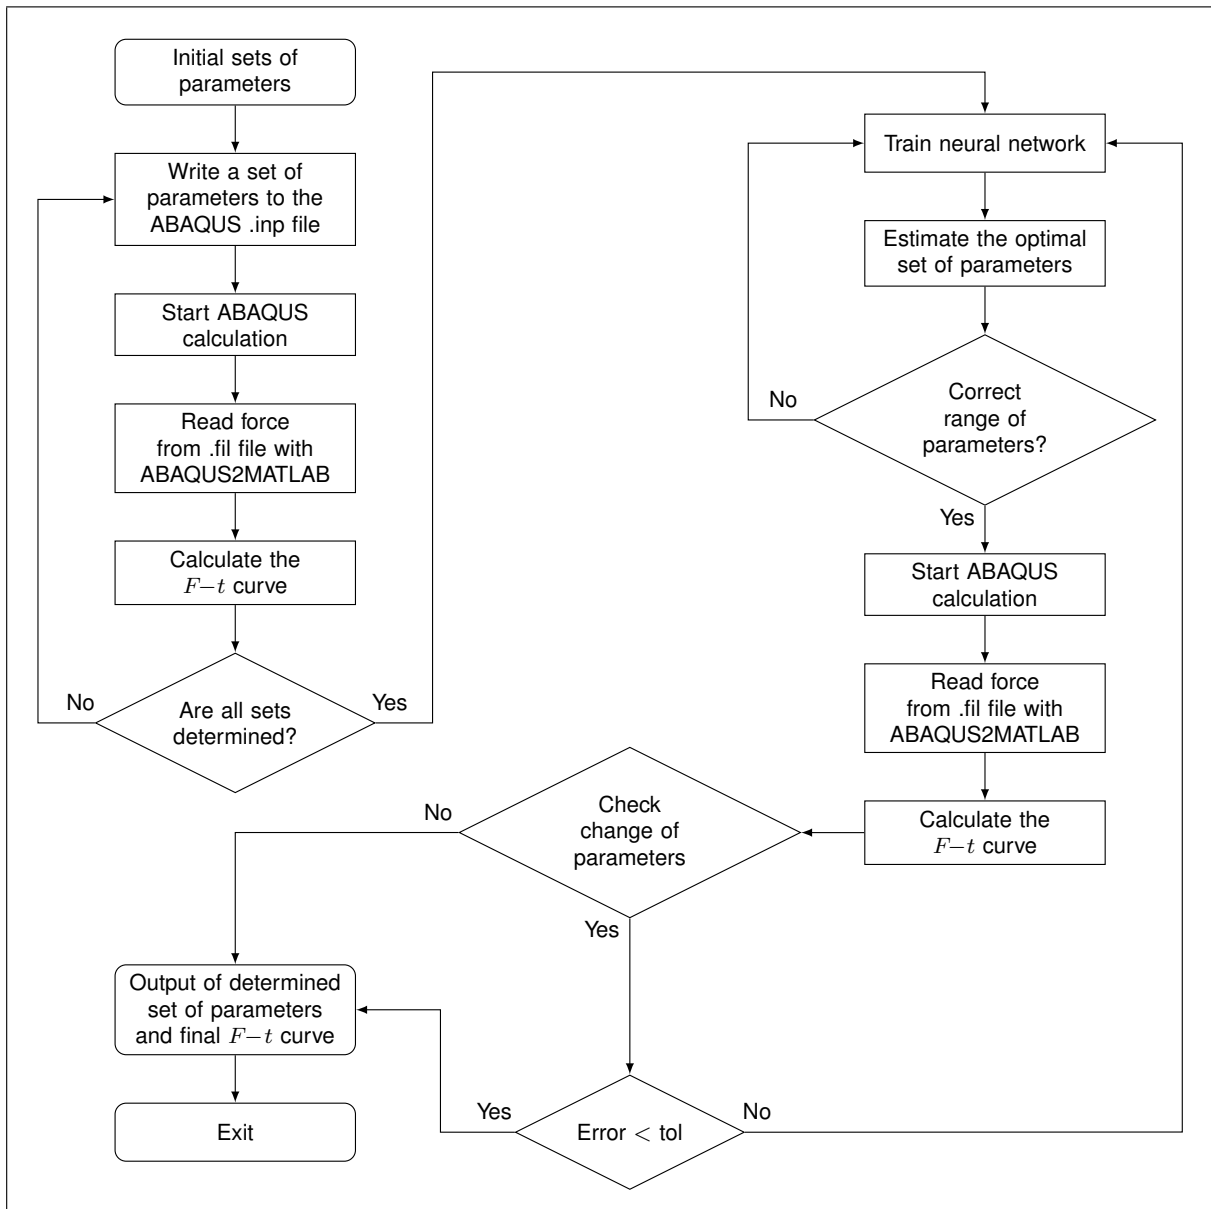 Initial sets of
parameters
Write a set of
parameters to the
ABAQUS .inp file
Start ABAQUS
calculation
Read force
from .fil file with
ABAQUS2MATLAB
Calculate the
F−t curve
No
Are all sets
determined?
Yes
Train neural network
Estimate the optimal
set of parameters
No
Correct
range of
parameters?
Yes
Start ABAQUS
calculation
Read force
from .fil file with
ABAQUS2MATLAB
Calculate the
F−t curve
No
Check
change of
parameters
Yes
Output of determined
set of parameters
and final F−t curve
Yes
Error < tol
No
Exit